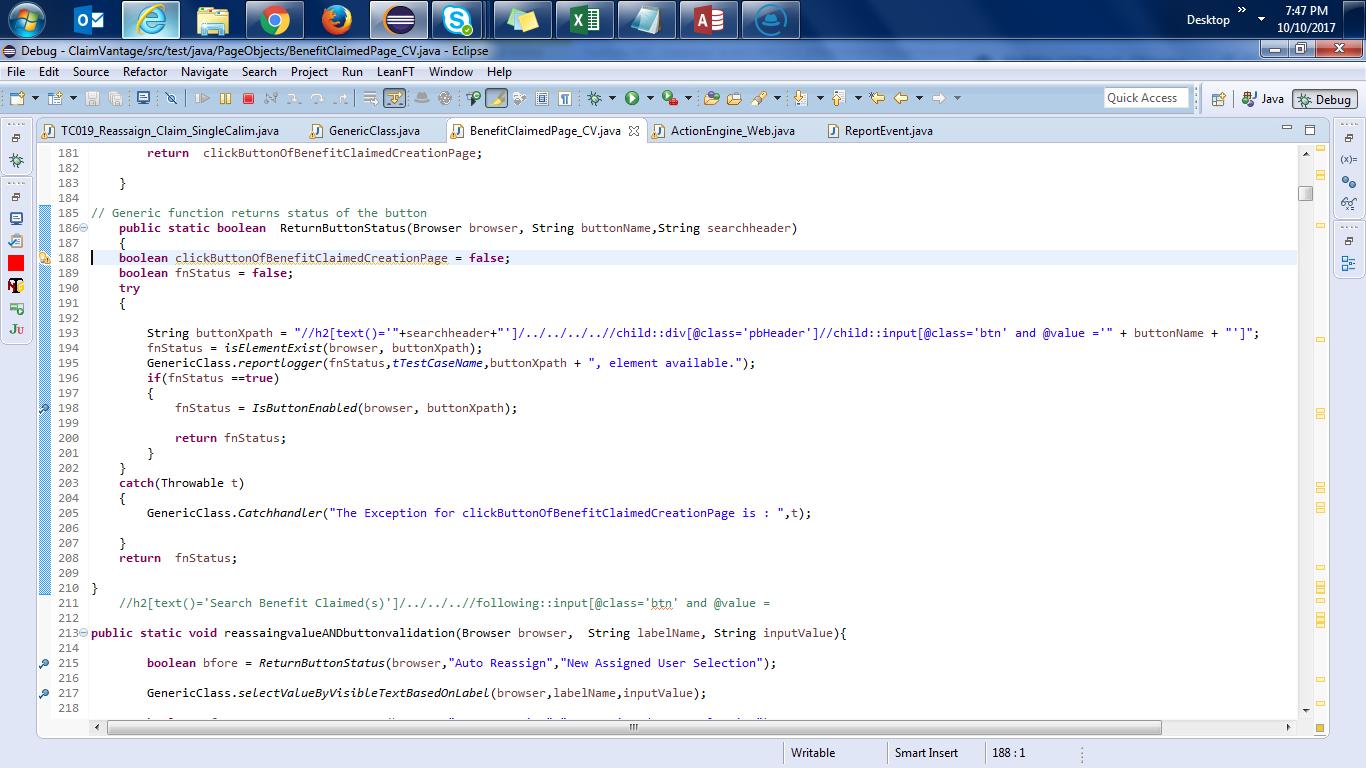 Desktop
»
7:47 PM
10/10/2017
Debug - ClaimVantage/src/test/java/PageObjects/BenefitClaimedPage_CV.java - Eclipse
File Edit Source Refactor Navigate Search Project Run LeanFT Window Help
Quick Access
Java
Debug
TC019_Reassaign_Claim_SingleCalim.java GenericClass.java BenefitClaimedPage_CV.java ActionEngine_Web.java ReportEvent.java
181 return clickButtonOfBenefitClaimedCreationPage;
182
183 }
184
185 // Generic function returns status of the button
186 public static boolean ReturnButtonStatus(Browser browser, String buttonName,String searchheader)
187 {
188 boolean clickButtonOfBenefitClaimedCreationPage = false;
189 boolean fnStatus = false;
190 try
191 {
192
193 String buttonXpath = "//h2[text()='"+searchheader+"']/../../../..//child::div[@class='pbHeader']//child::input[@class='btn' and @value ='" + buttonName + "']";
194 fnStatus = isElementExist(browser, buttonXpath);
195 GenericClass.reportlogger(fnStatus,tTestCaseName,buttonXpath + ", element available.");
196 if(fnStatus ==true)
197 {
198 fnStatus = IsButtonEnabled(browser, buttonXpath);
199
200 return fnStatus;
201 }
202 }
203 catch(Throwable t)
204 {
205 GenericClass.Catchhandler("The Exception for clickButtonOfBenefitClaimedCreationPage is : ",t);
206
207 }
208 return fnStatus;
209
210 }
211 //h2[text()='Search Benefit Claimed(s)']/../../..//following::input[@class='btn' and @value =
212
213 public static void reassaingvalueANDbuttonvalidation(Browser browser, String labelName, String inputValue){
214
215 boolean bfore = ReturnButtonStatus(browser,"Auto Reassign","New Assigned User Selection");
216
217 GenericClass.selectValueByVisibleTextBasedOnLabel(browser,labelName,inputValue);
218
Writable Smart Insert 188 : 1